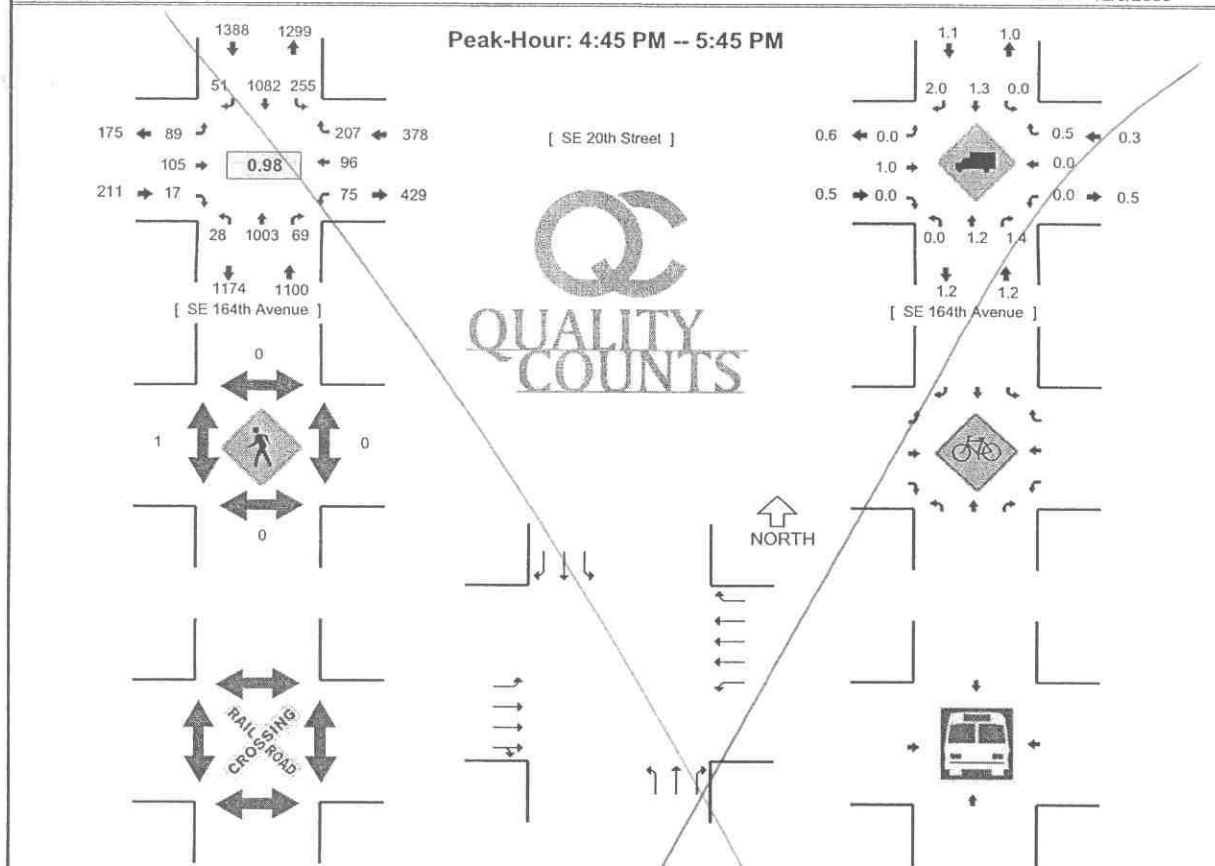 1388 1299
51 1082 255
175 89 207 378
105 0.98 96
211 17 75 429
28 1003 69
1174 1100
[ SE 164th Avenue ]
Peak-Hour: 4:45 PM -- 5:45 PM
[ SE 20th Street ]
QC
QUALITY
COUNTS
1.1 1.0
2.0 1.3 0.0
0.6 0.0 0.5 0.3
1.0 0.0
0.5 0.0 0.0 0.5
0.0 1.2 1.4
1.2 1.2
[ SE 164th Avenue ]
0
1 0
0
NORTH
RAIL ROAD
CROSSING